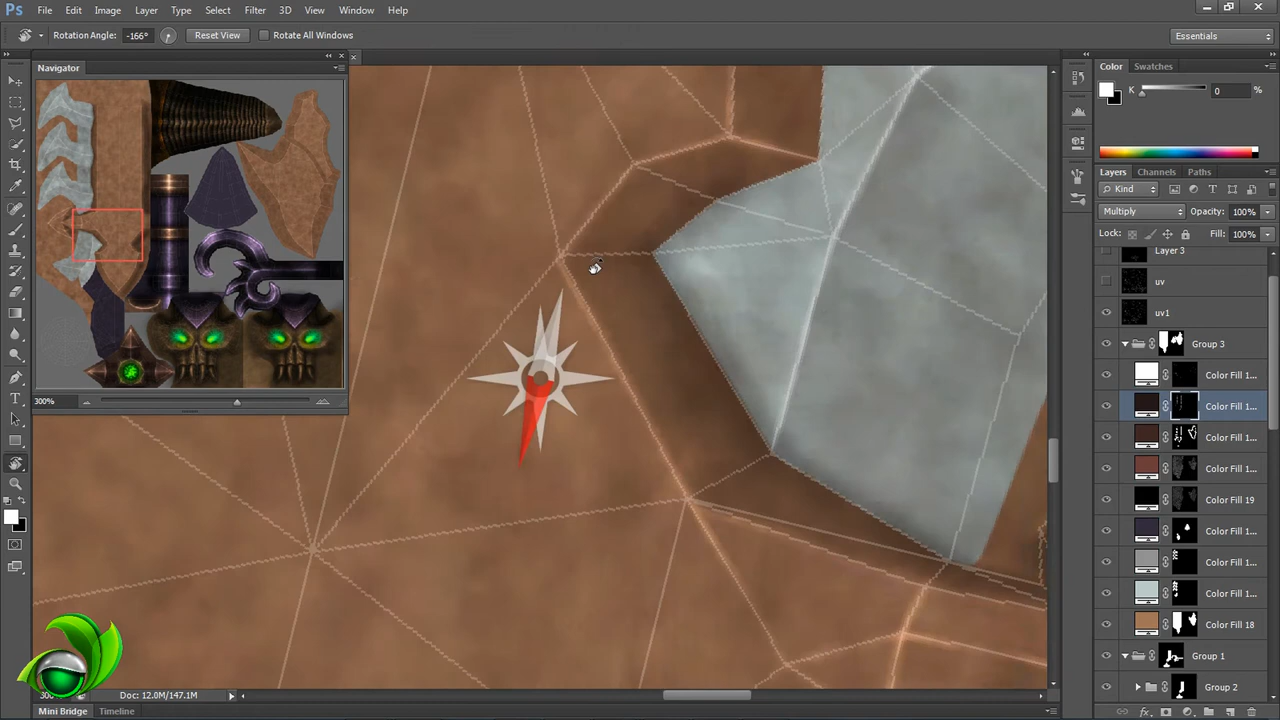 Ps File Edit Image Layer Type Select Filter 3D View Window Help
Rotation Angle: -166° Reset View Rotate All Windows Essentials
Navigator
300%
Color Swatches
K 0 %
Layers Channels Paths
Kind
Multiply Opacity: 100%
Lock: Fill: 100%
Layer 3
uv
uv1
Group 3
Color Fill 1...
Color Fill 1...
Color Fill 1...
Color Fill 1...
Color Fill 19
Color Fill 1...
Color Fill 1...
Color Fill 1...
Color Fill 18
Group 1
Group 2
Doc: 12.0M/147.1M
Mini Bridge Timeline